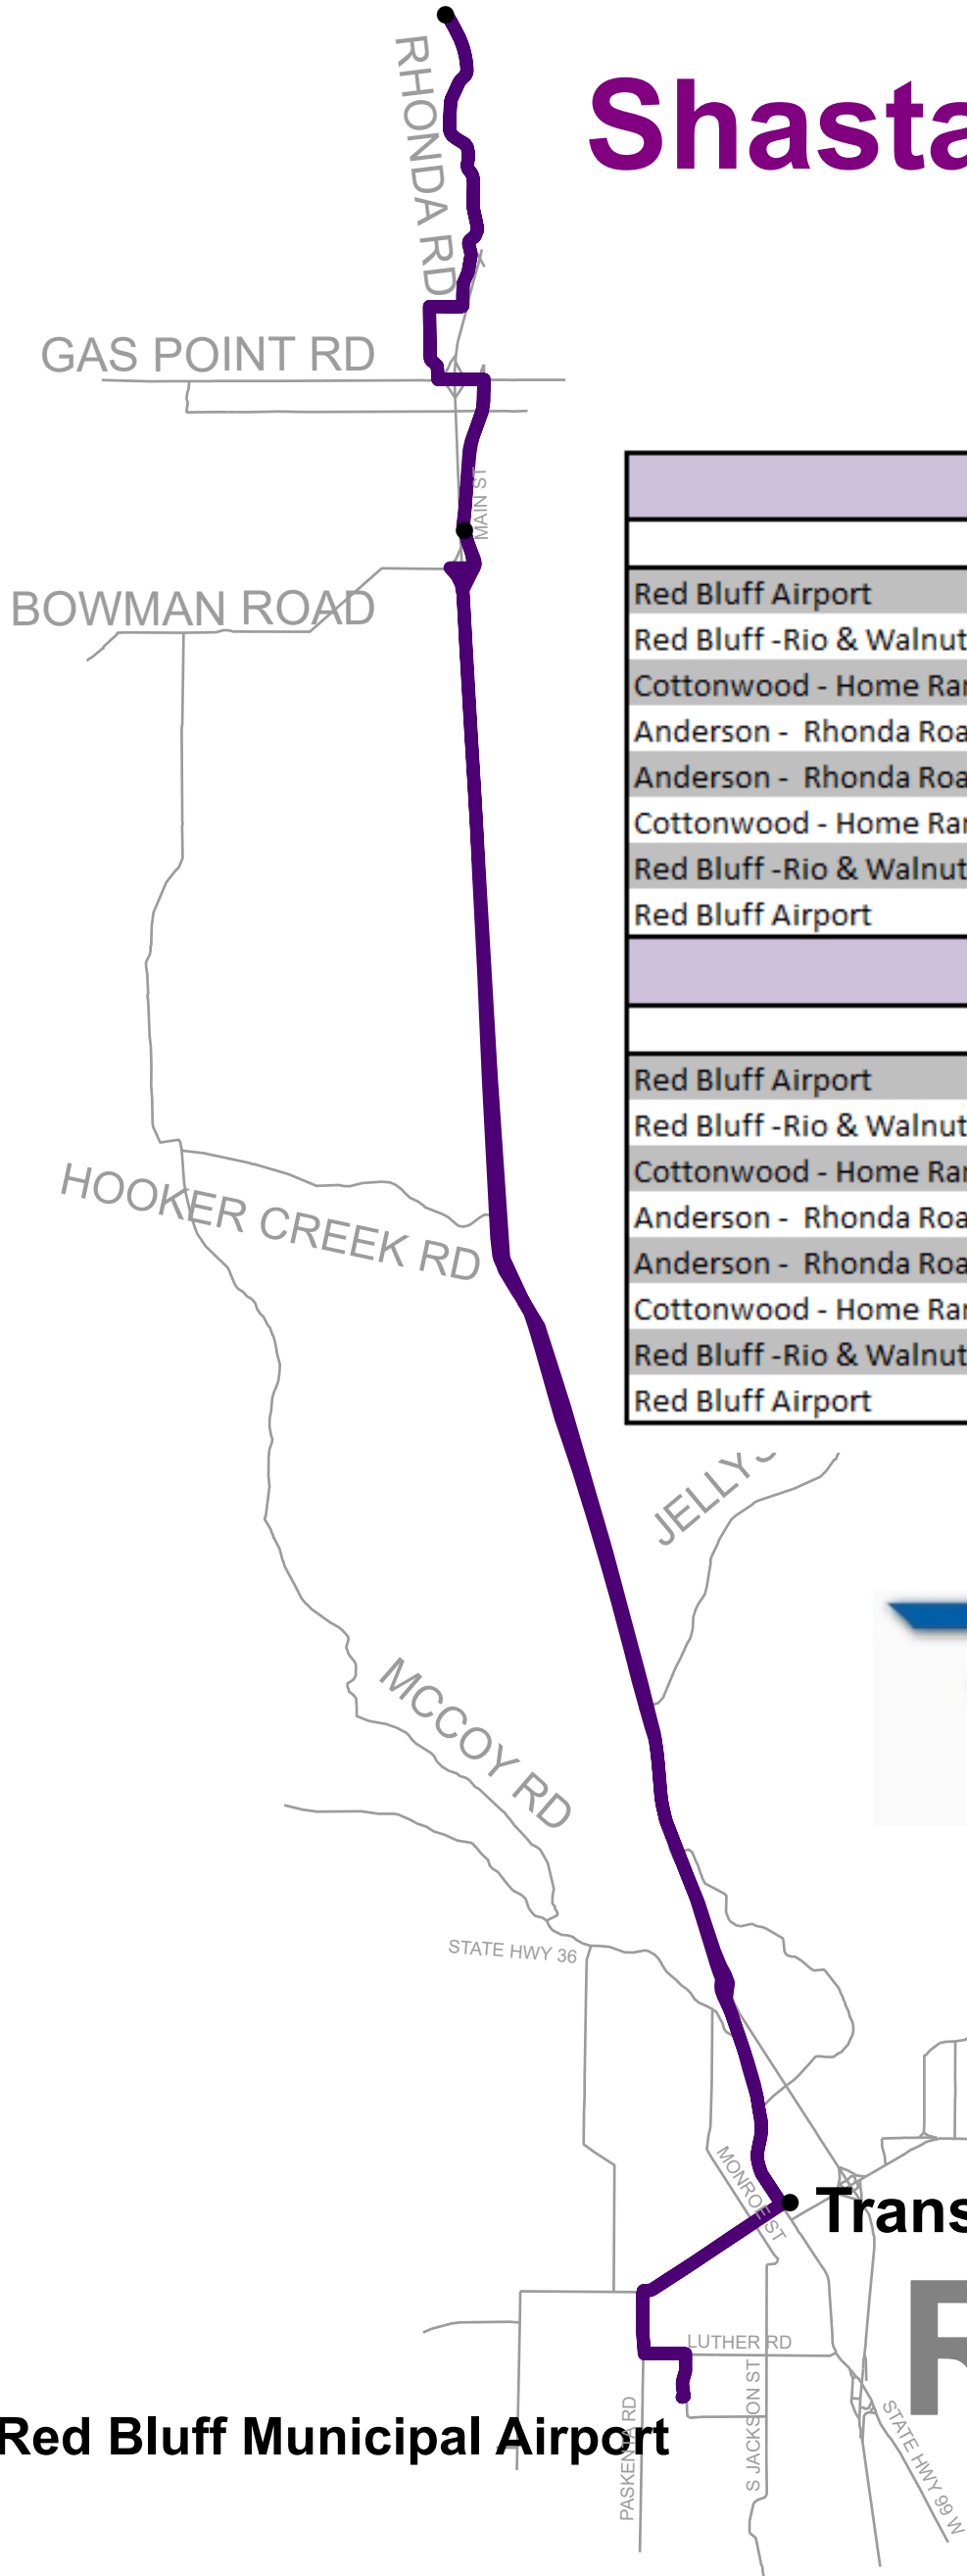 RHONDA RD
Shasta
GAS POINT RD
MAIN ST
BOWMAN ROAD
Red Bluff Airport
Red Bluff -Rio & Walnut
Cottonwood - Home Ra
Anderson - Rhonda Roa
Anderson - Rhonda Roa
Cottonwood - Home Ra
Red Bluff -Rio & Walnut
Red Bluff Airport
Red Bluff Airport
Red Bluff -Rio & Walnut
Cottonwood - Home Ra
Anderson - Rhonda Roa
Anderson - Rhonda Roa
Cottonwood - Home Ra
Red Bluff -Rio & Walnut
Red Bluff Airport
HOOKER CREEK RD
JELLYS
MCCOY RD
STATE HWY 36
MONROE ST
Trans
R
LUTHER RD
Red Bluff Municipal Airport
PASKENTA RD
S JACKSON ST
STATE HWY 99 W